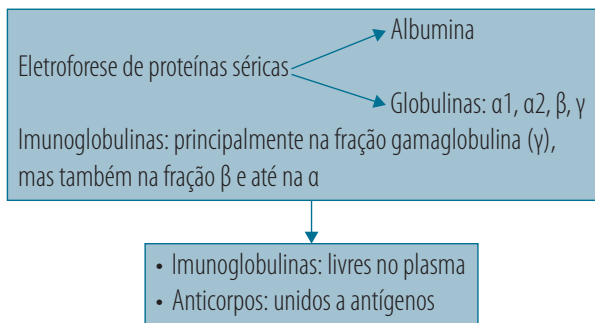 Albumina
Eletroforese de proteínas séricas
Globulinas: α1, α2, β, γ
Imunoglobulinas: principalmente na fração gamaglobulina (γ),
mas também na fração β e até na α
• Imunoglobulinas: livres no plasma
• Anticorpos: unidos a antígenos